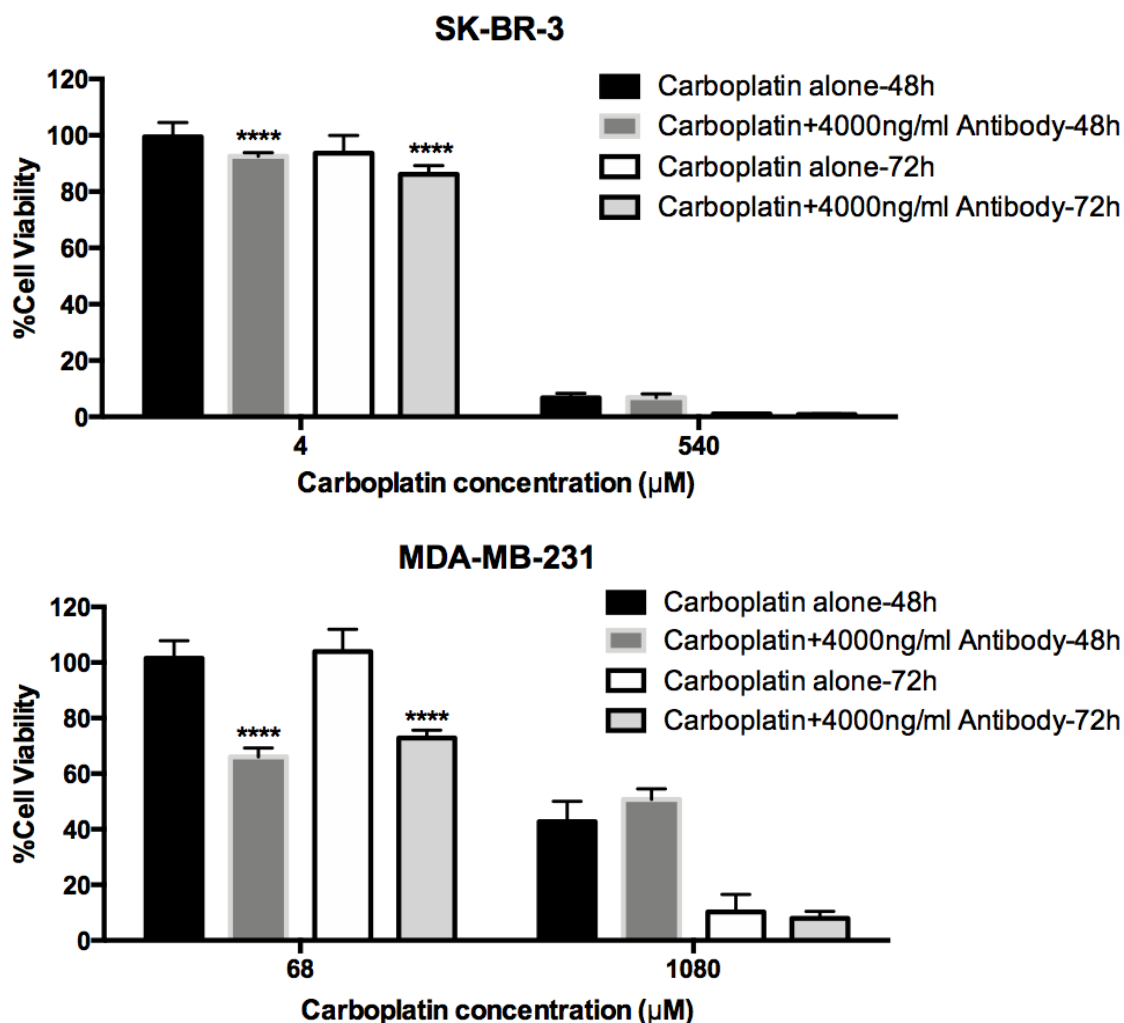 SK-BR-3
120
100
80
60
40
20
0
%Cell Viability
****
****
Carboplatin alone-48h
Carboplatin+4000ng/ml Antibody-48h
Carboplatin alone-72h
Carboplatin+4000ng/ml Antibody-72h
4
540
Carboplatin concentration (µM)
MDA-MB-231
120
100
80
60
40
20
0
%Cell Viability
****
****
Carboplatin alone-48h
Carboplatin+4000ng/ml Antibody-48h
Carboplatin alone-72h
Carboplatin+4000ng/ml Antibody-72h
68
1080
Carboplatin concentration (µM)